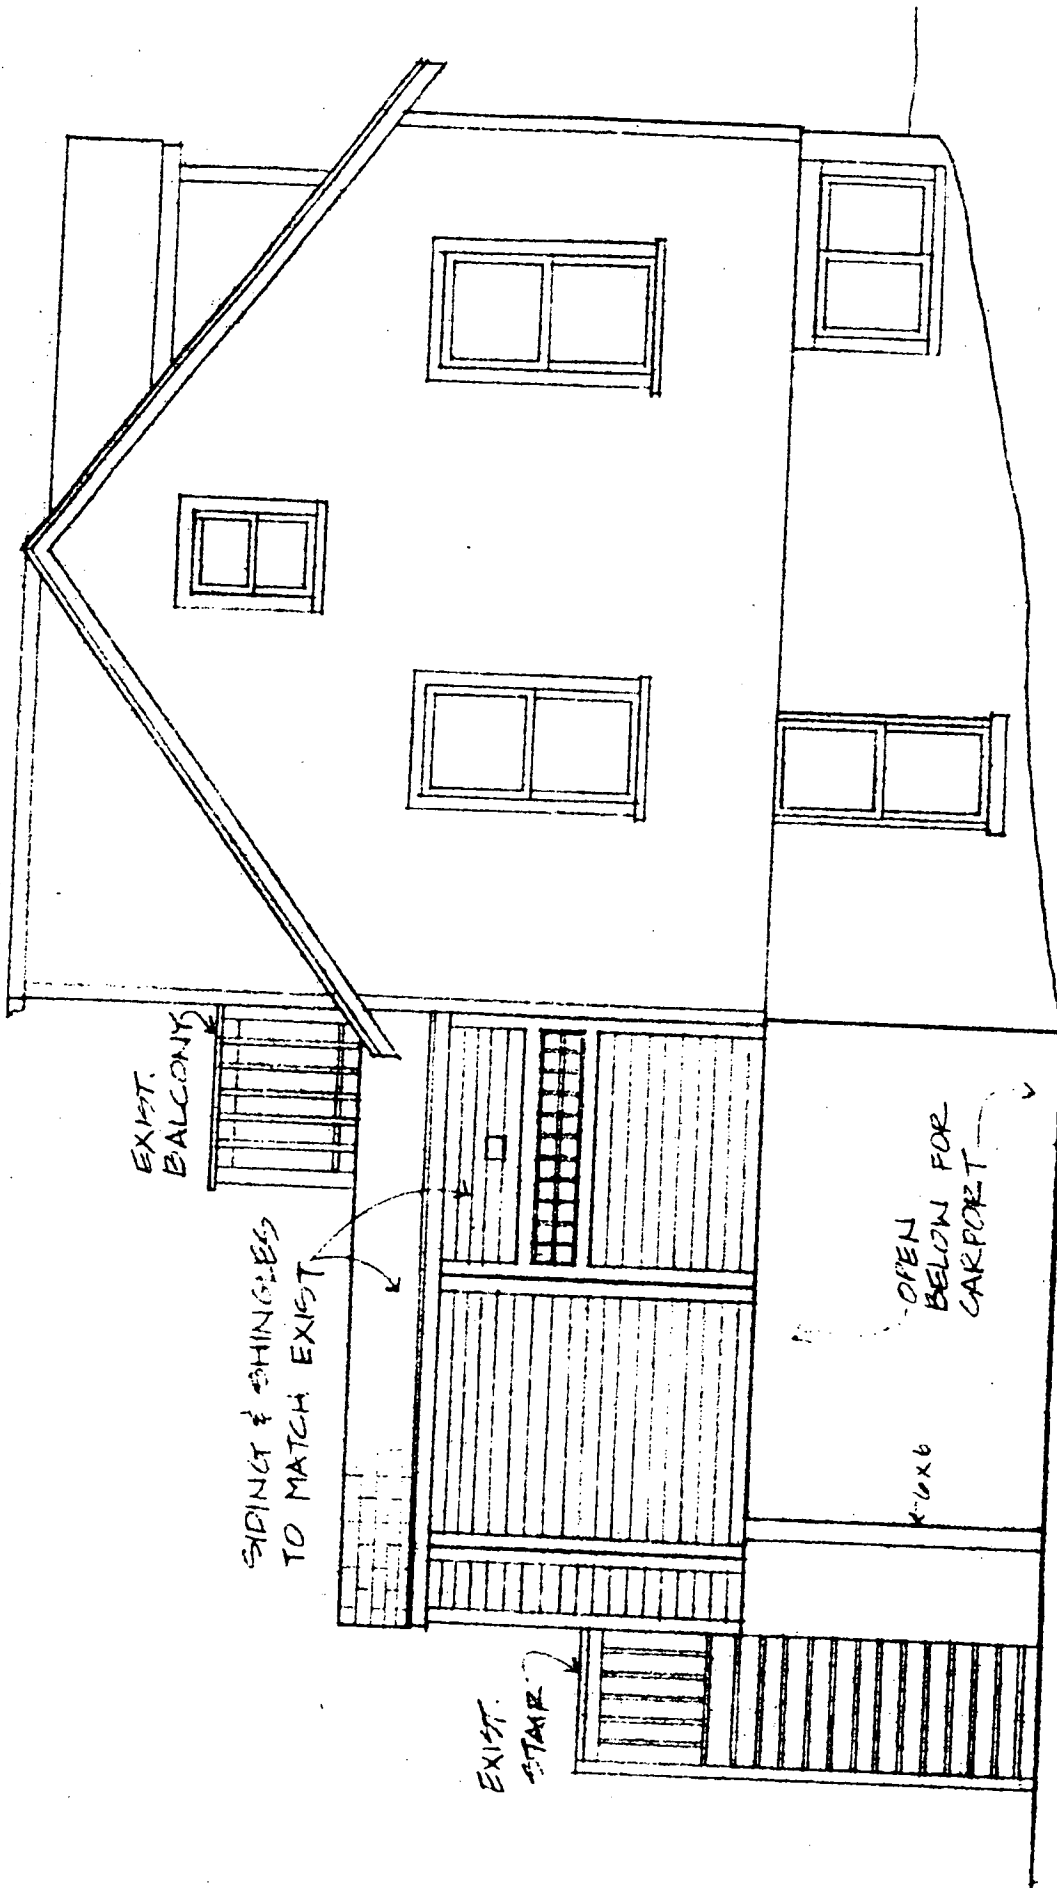 EXIST.
STAIR
SIDING & SHINGLES
TO MATCH EXIST
EXIST.
BALCONY
6x6
OPEN
BELOW FOR
CARPORT